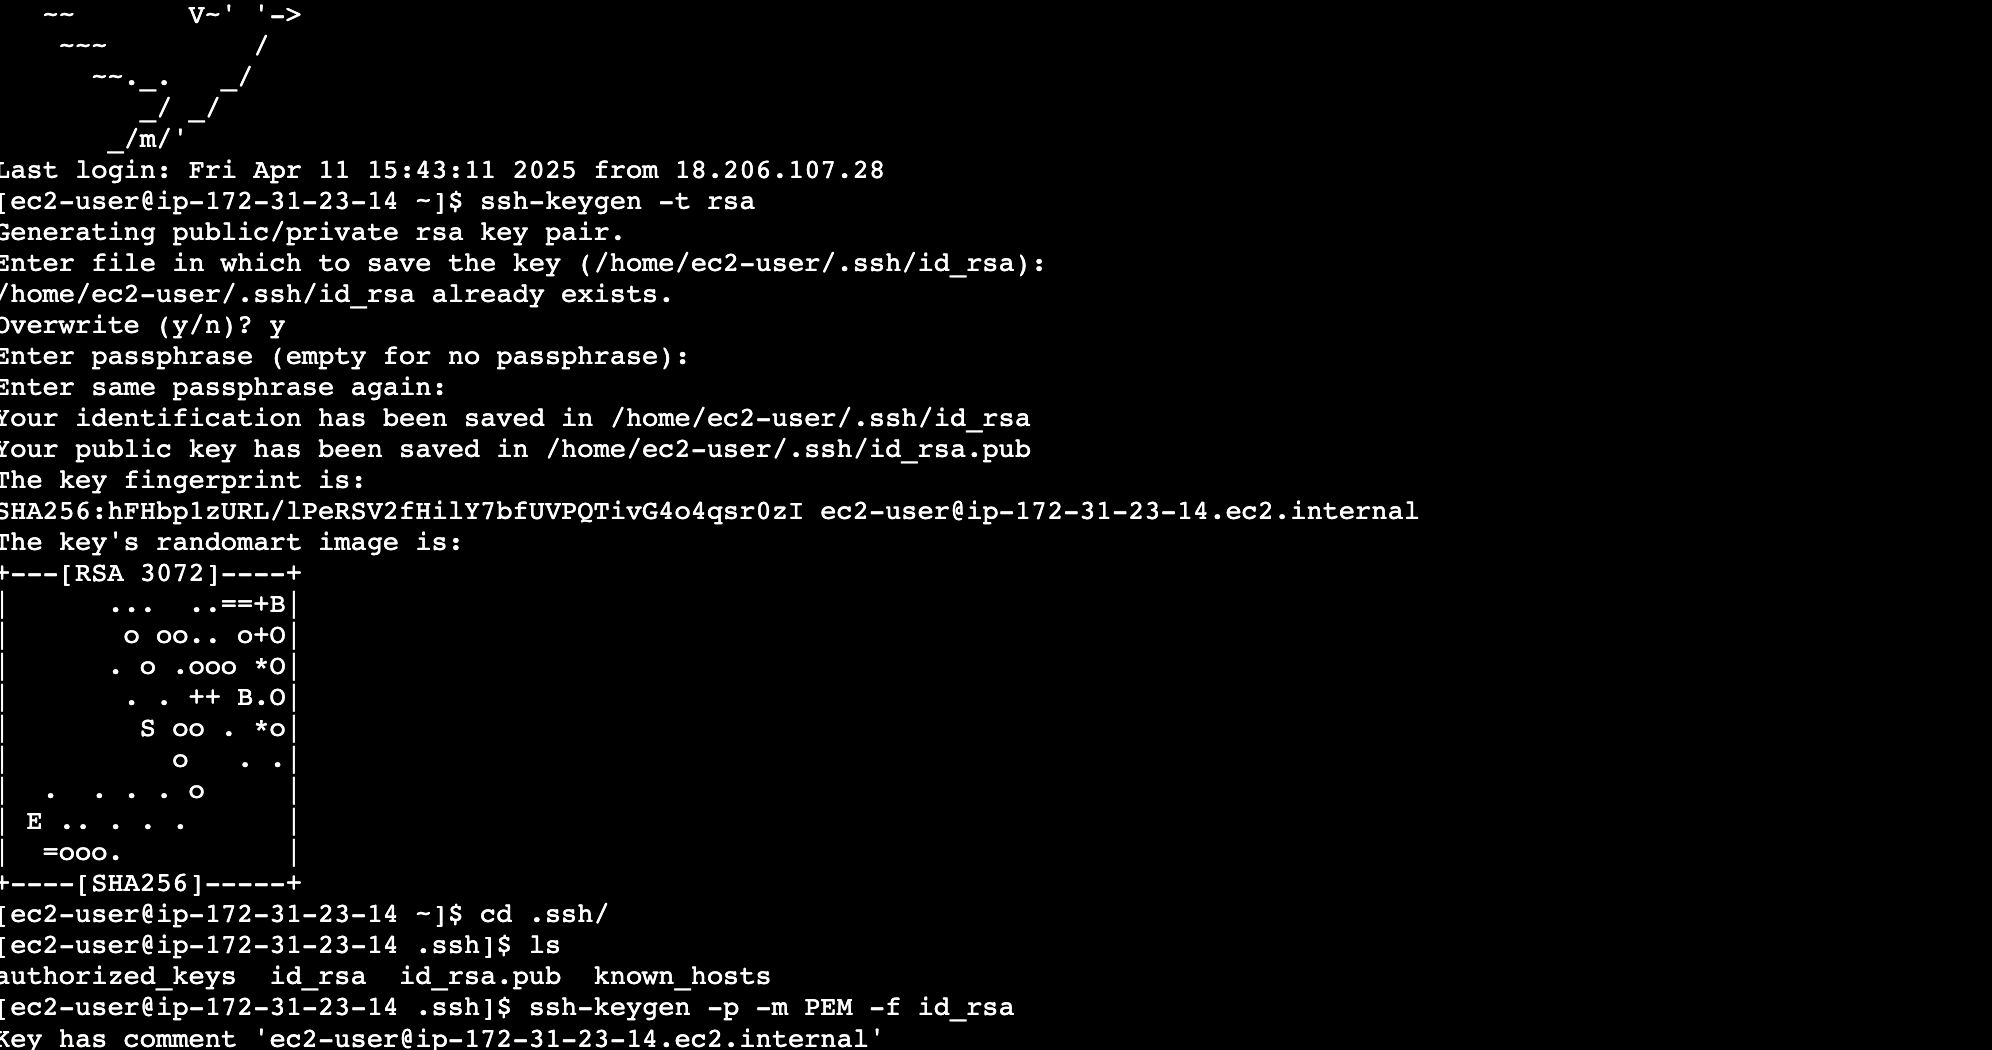 ~~       V~' '->
    ~~~         /
      ~~._.   _/
         _/ _/
       _/m/'
Last login: Fri Apr 11 15:43:11 2025 from 18.206.107.28
[ec2-user@ip-172-31-23-14 ~]$ ssh-keygen -t rsa
Generating public/private rsa key pair.
Enter file in which to save the key (/home/ec2-user/.ssh/id_rsa):
/home/ec2-user/.ssh/id_rsa already exists.
Overwrite (y/n)? y
Enter passphrase (empty for no passphrase):
Enter same passphrase again:
Your identification has been saved in /home/ec2-user/.ssh/id_rsa
Your public key has been saved in /home/ec2-user/.ssh/id_rsa.pub
The key fingerprint is:
SHA256:hFHbp1zURL/lPeRSV2fHilY7bfUVPQTivG4o4qsr0zI ec2-user@ip-172-31-23-14.ec2.internal
The key's randomart image is:
+---[RSA 3072]----+
|      ...  ..==+B|
|       o oo.. o+O|
|      . o .ooo *O|
|       . . ++ B.O|
|        S oo . *o|
|          o   . .|
|  .  . . . o     |
| E .. . . .      |
|  =ooo.          |
+----[SHA256]-----+
[ec2-user@ip-172-31-23-14 ~]$ cd .ssh/
[ec2-user@ip-172-31-23-14 .ssh]$ ls
authorized_keys  id_rsa  id_rsa.pub  known_hosts
[ec2-user@ip-172-31-23-14 .ssh]$ ssh-keygen -p -m PEM -f id_rsa
Key has comment 'ec2-user@ip-172-31-23-14.ec2.internal'